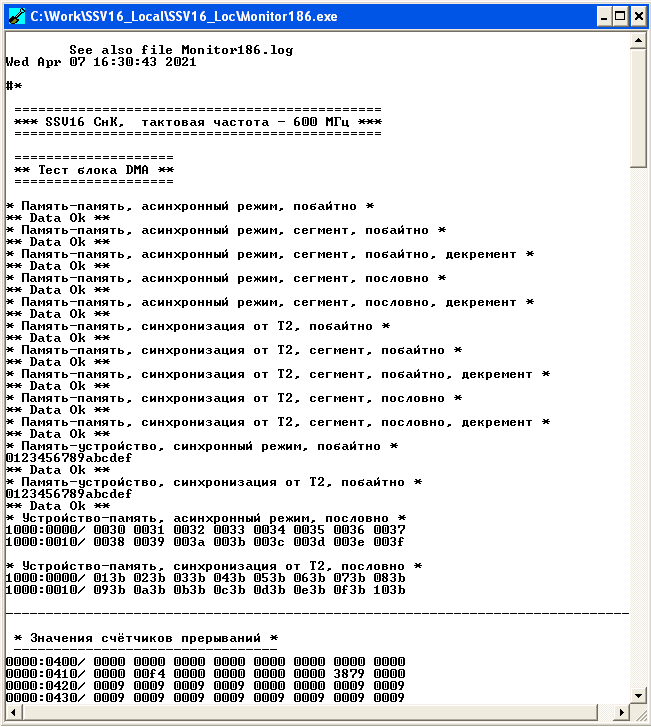 C:\Work\SSV16_Local\SSV16_Loc\Monitor186.exe
See also file Monitor186.log
Wed Apr 07 16:30:43 2021
#*
==============================================
*** SSV16 СнК,  тактовая частота - 600 МГц ***
==============================================
====================
** Тест блока DMA **
====================
* Память-память, асинхронный режим, побайтно *
** Data Ok **
* Память-память, асинхронный режим, сегмент, побайтно *
** Data Ok **
* Память-память, асинхронный режим, сегмент, побайтно, декремент *
** Data Ok **
* Память-память, асинхронный режим, сегмент, пословно *
** Data Ok **
* Память-память, асинхронный режим, сегмент, пословно, декремент *
** Data Ok **
* Память-память, синхронизация от Т2, побайтно *
** Data Ok **
* Память-память, синхронизация от Т2, сегмент, побайтно *
** Data Ok **
* Память-память, синхронизация от Т2, сегмент, побайтно, декремент *
** Data Ok **
* Память-память, синхронизация от Т2, сегмент, пословно *
** Data Ok **
* Память-память, синхронизация от Т2, сегмент, пословно, декремент *
** Data Ok **
* Память-устройство, синхронный режим, побайтно *
0123456789abcdef
** Data Ok **
* Память-устройство, синхронизация от Т2, побайтно *
0123456789abcdef
** Data Ok **
* Устройство-память, асинхронный режим, пословно *
1000:0000/ 0030 0031 0032 0033 0034 0035 0036 0037
1000:0010/ 0038 0039 003a 003b 003c 003d 003e 003f
* Устройство-память, синхронизация от Т2, пословно *
1000:0000/ 013b 023b 033b 043b 053b 063b 073b 083b
1000:0010/ 093b 0a3b 0b3b 0c3b 0d3b 0e3b 0f3b 103b
------------------------------------------------------------------------------
* Значения счётчиков прерываний *
---------------------------------
0000:0400/ 0000 0000 0000 0000 0000 0000 0000 0000
0000:0410/ 0000 00f4 0000 0000 0000 0000 3879 0000
0000:0420/ 0009 0009 0009 0009 0000 0000 0009 0009
0000:0430/ 0009 0009 0009 0009 0009 0009 0009 0009